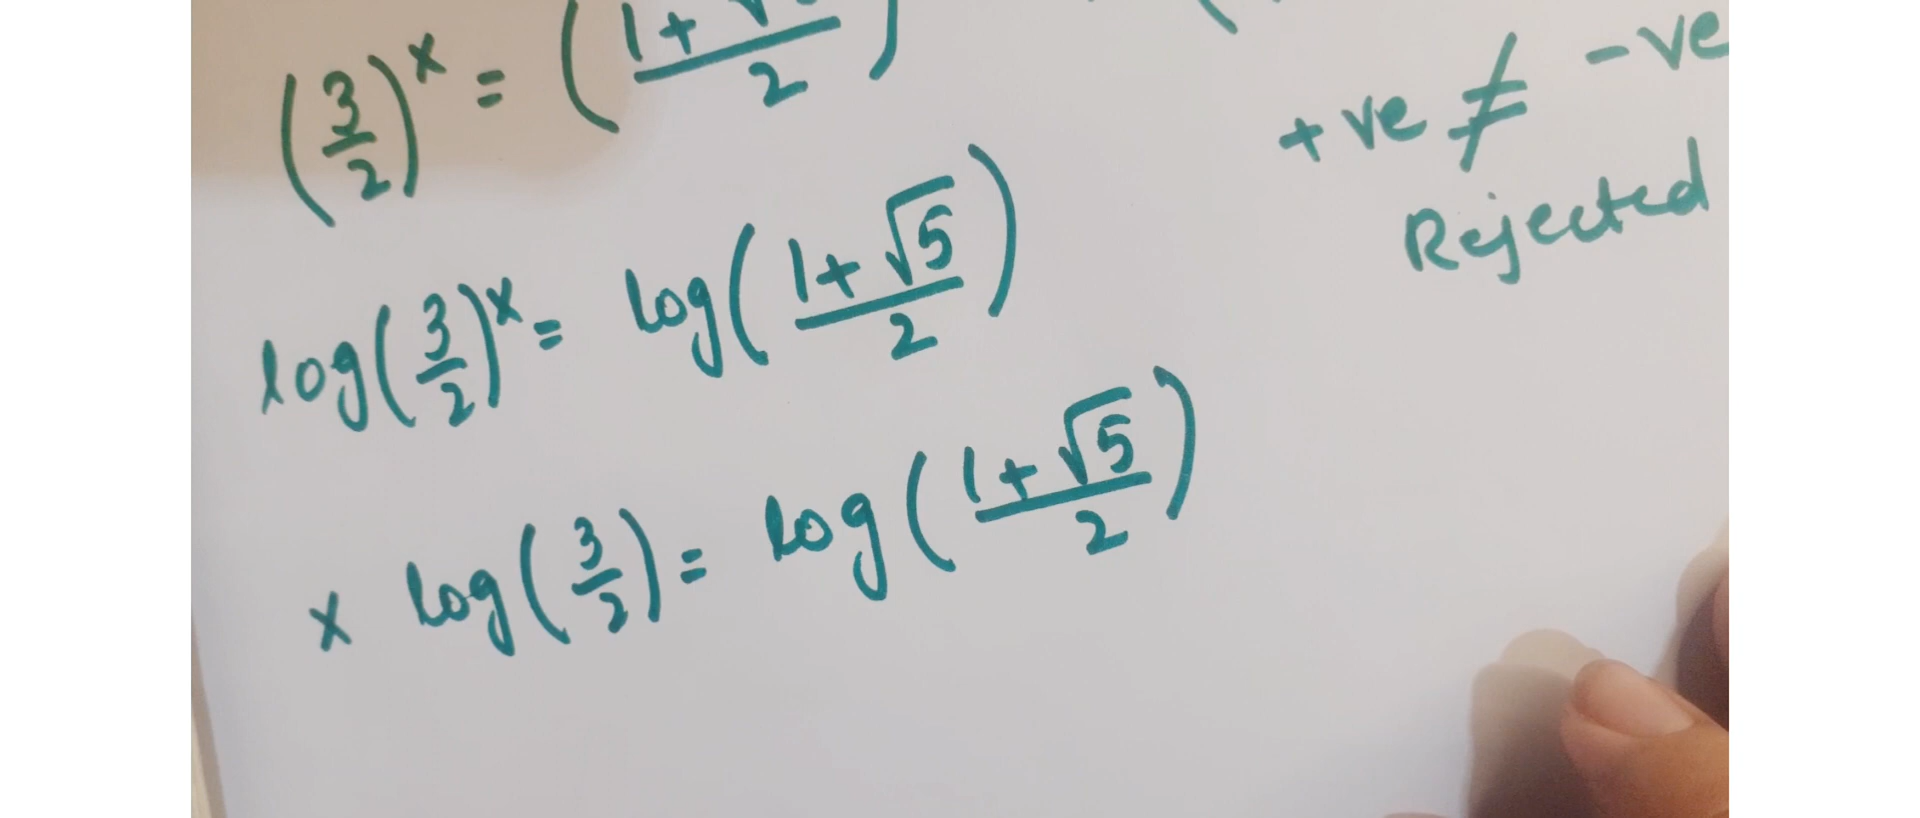 (3/2)^x = (1+√ /2)
+ve ≠ -ve
Rejected
log(3/2)^x = log(1+√5/2)
x log(3/2) = log(1+√5/2)